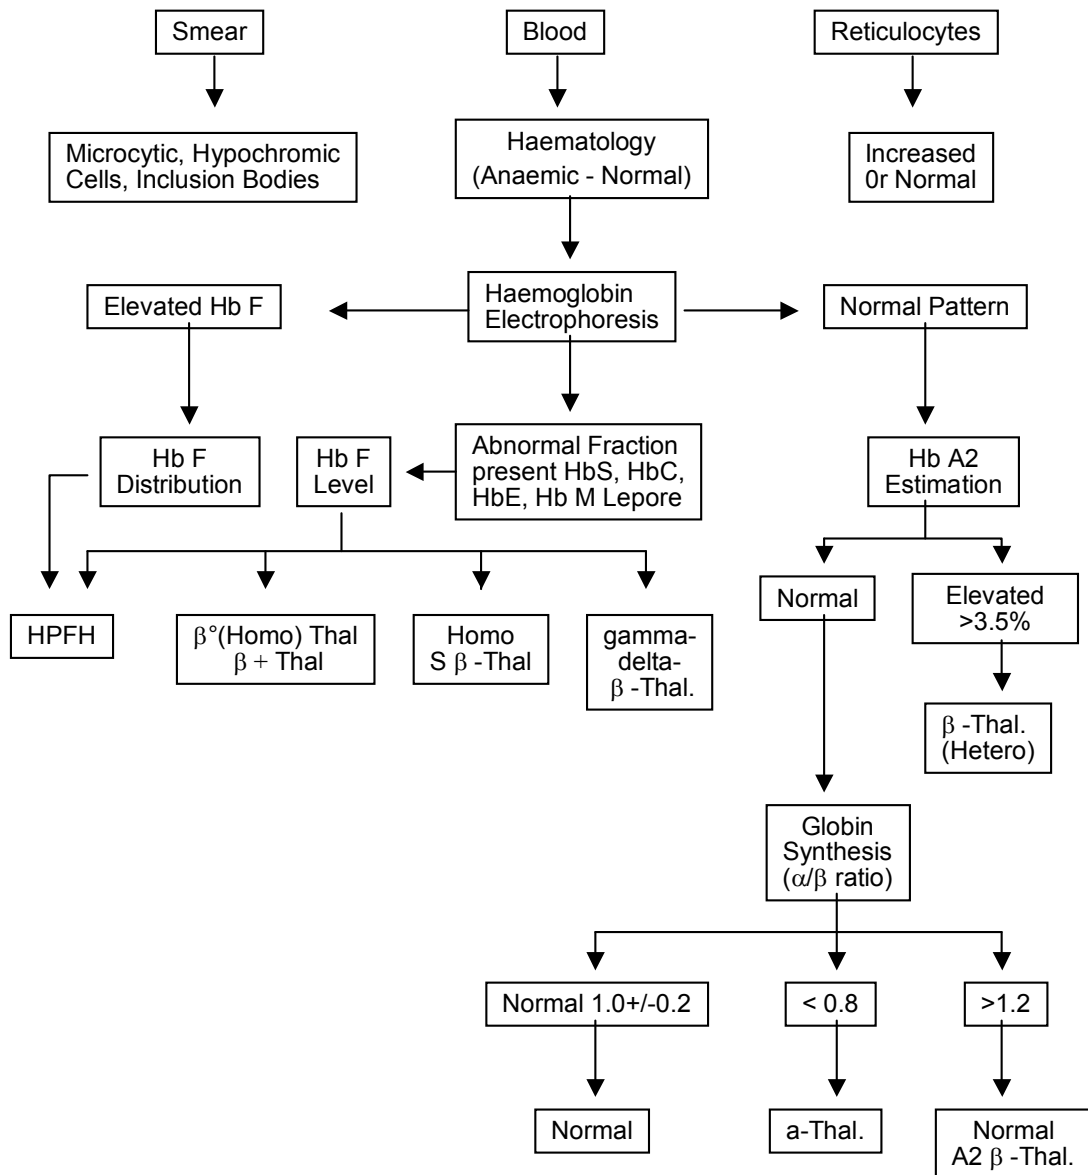 Smear
Blood
Reticulocytes
Microcytic, Hypochromic
Cells, Inclusion Bodies
Haematology
(Anaemic - Normal)
Increased
0r Normal
Elevated Hb F
Haemoglobin
Electrophoresis
Normal Pattern
Hb F
Distribution
Hb F
Level
Abnormal Fraction
present HbS, HbC,
HbE, Hb M Lepore
Hb A2
Estimation
HPFH
β°(Homo) Thal
β + Thal
Homo
S β -Thal
gamma-
delta-
β -Thal.
Normal
Elevated
>3.5%
β -Thal.
(Hetero)
Globin
Synthesis
(α/β ratio)
Normal 1.0+/-0.2
< 0.8
>1.2
Normal
a-Thal.
Normal
A2 β -Thal.